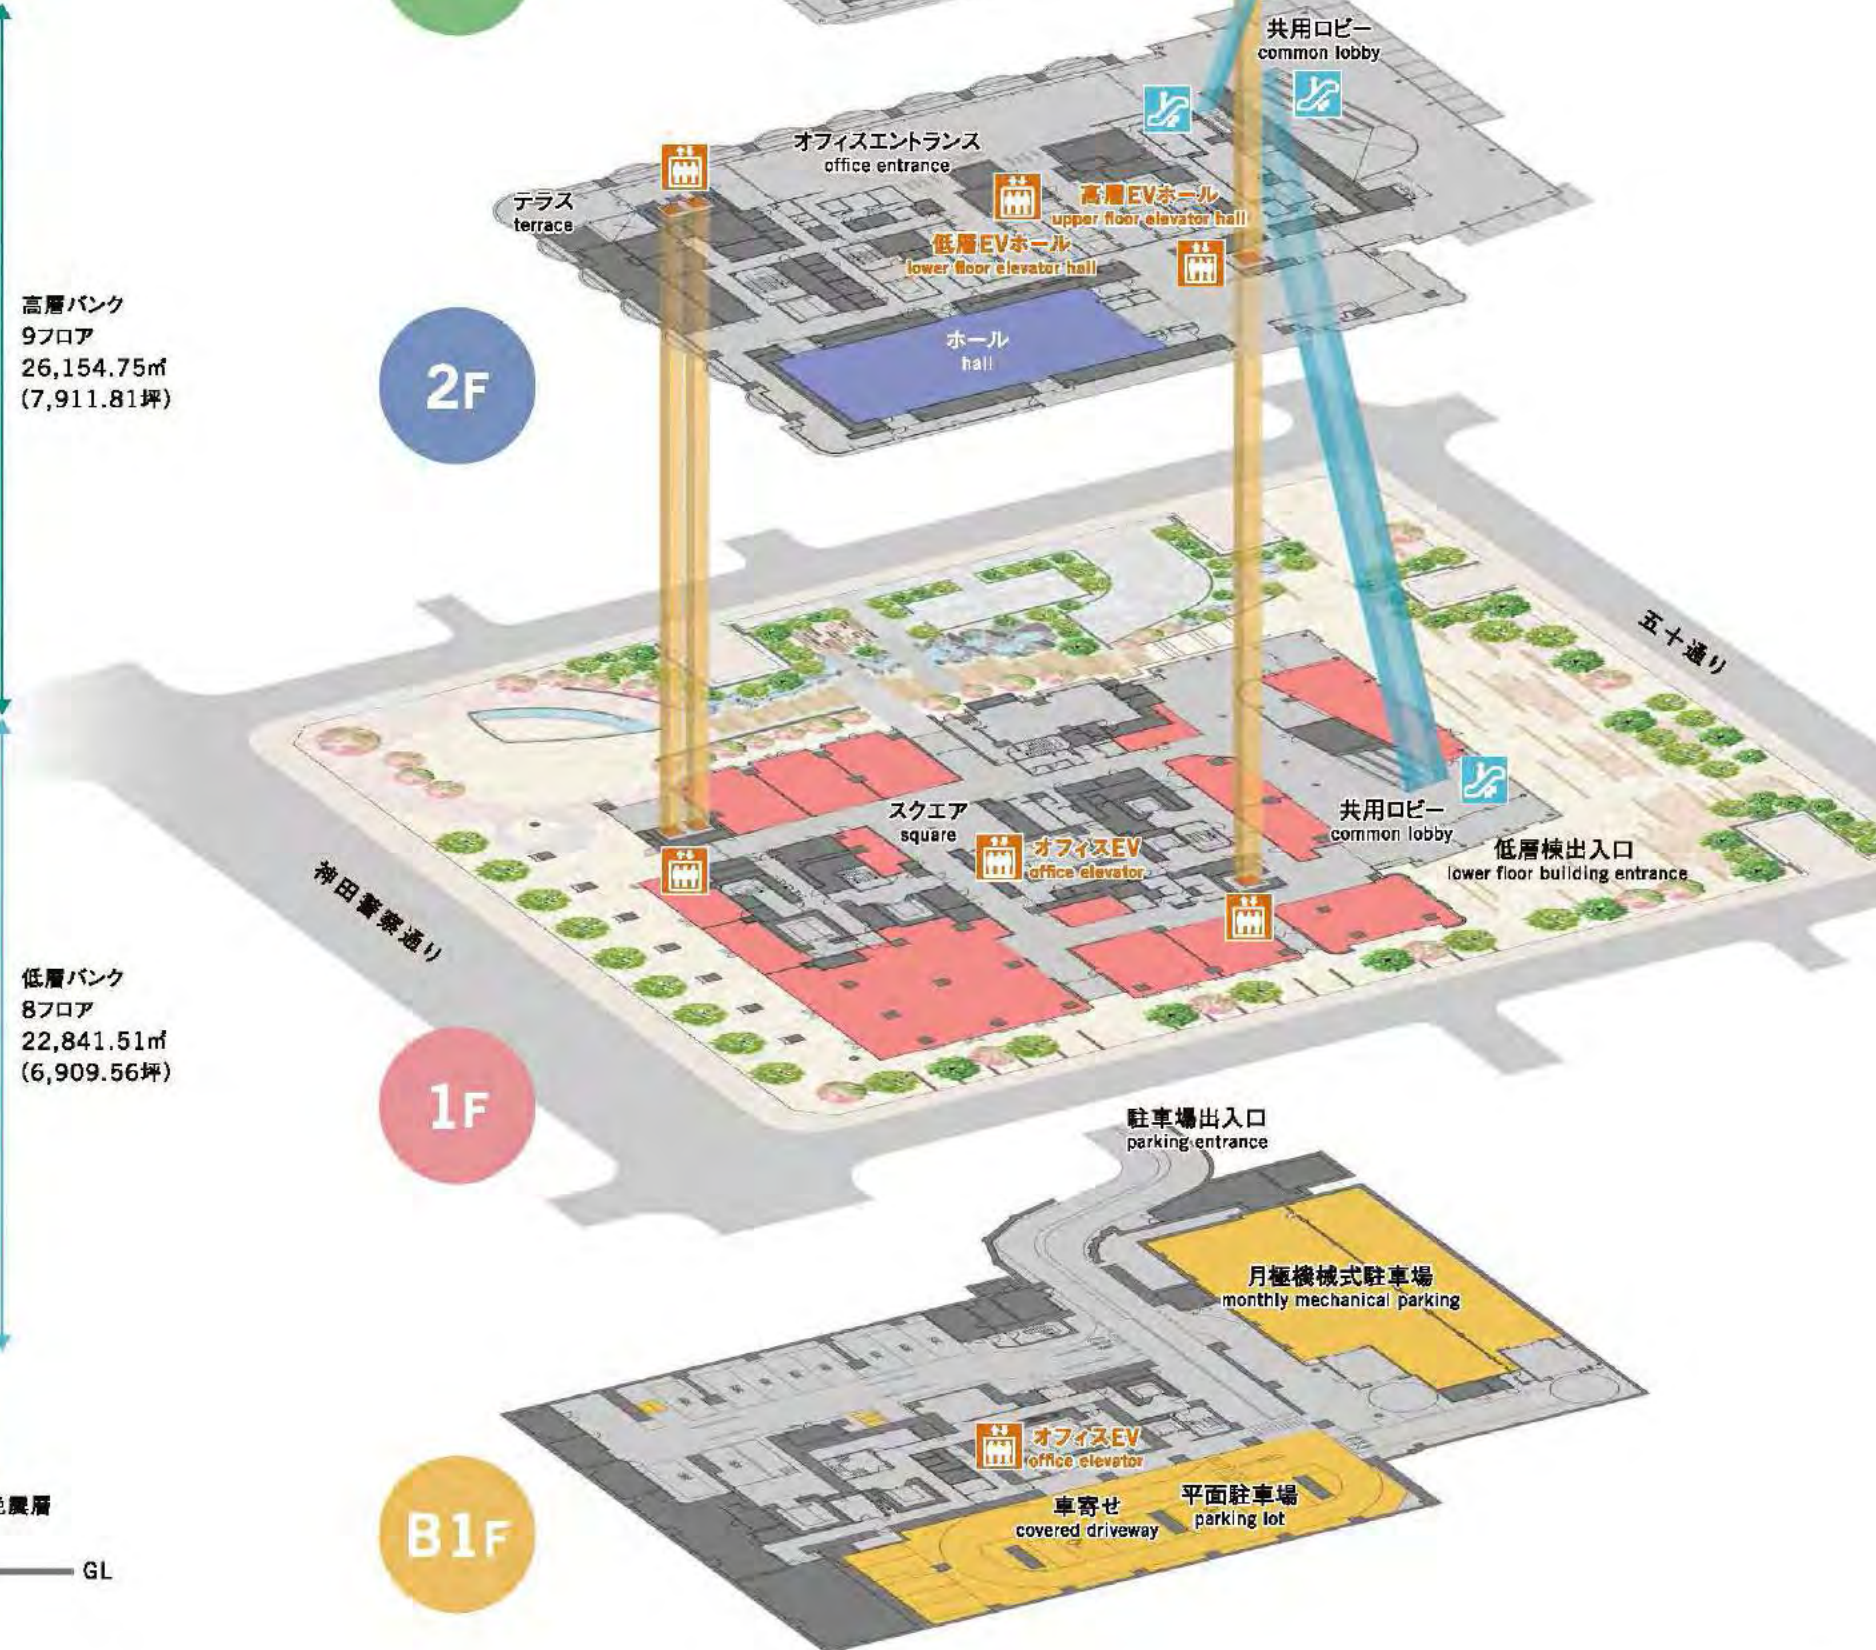 共用ロビー
common lobby
オフィスエントランス
office entrance
テラス
terrace
高層EVホール
upper floor elevator hall
低層EVホール
lower floor elevator hall
ホール
hall
高層バンク
9フロア
26,154.75㎡
(7,911.81坪)
2F
五十通り
スクエア
square
オフィスEV
office elevator
共用ロビー
common lobby
低層棟出入口
lower floor building entrance
神田警察通り
低層バンク
8フロア
22,841.51㎡
(6,909.56坪)
1F
駐車場出入口
parking entrance
月極機械式駐車場
monthly mechanical parking
オフィスEV
office elevator
車寄せ
covered driveway
平面駐車場
parking lot
震層
GL
B1F